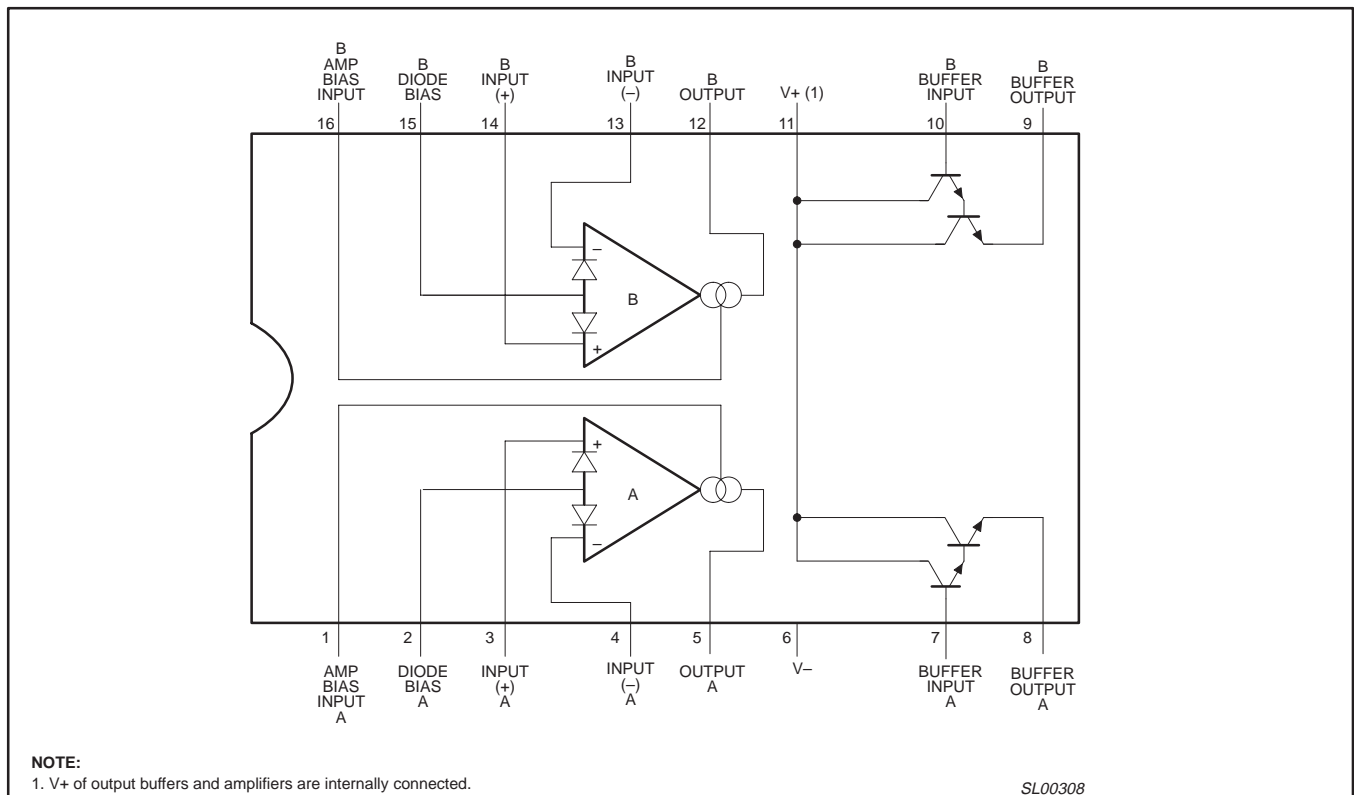 B
AMP
BIAS
INPUT
B
DIODE
BIAS
B
INPUT
(+)
B
INPUT
(–)
B
OUTPUT
V+ (1)
B
BUFFER
INPUT
B
BUFFER
OUTPUT
16
15
14
13
12
11
10
9
–
B
+
+
A
–
1
2
3
4
5
6
7
8
AMP
BIAS
INPUT
A
DIODE
BIAS
A
INPUT
(+)
A
INPUT
(–)
A
OUTPUT
A
V–
BUFFER
INPUT
A
BUFFER
OUTPUT
A
NOTE:
1. V+ of output buffers and amplifiers are internally connected.
SL00308